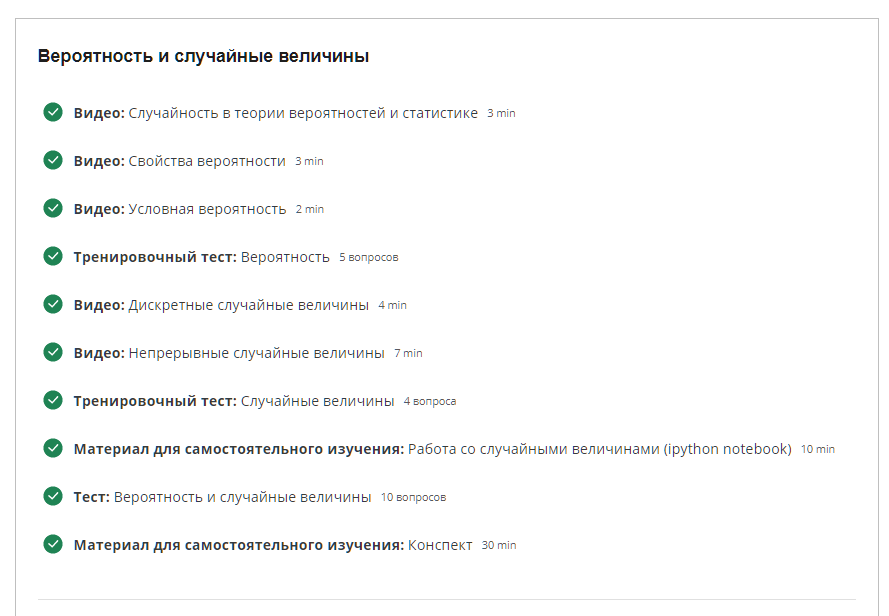 Вероятность и случайные величины
Видео: Случайность в теории вероятностей и статистике 3 min
Видео: Свойства вероятности 3 min
Видео: Условная вероятность 2 min
Тренировочный тест: Вероятность 5 вопросов
Видео: Дискретные случайные величины 4 min
Видео: Непрерывные случайные величины 7 min
Тренировочный тест: Случайные величины 4 вопроса
Материал для самостоятельного изучения: Работа со случайными величинами (ipython notebook) 10 min
Тест: Вероятность и случайные величины 10 вопросов
Материал для самостоятельного изучения: Конспект 30 min